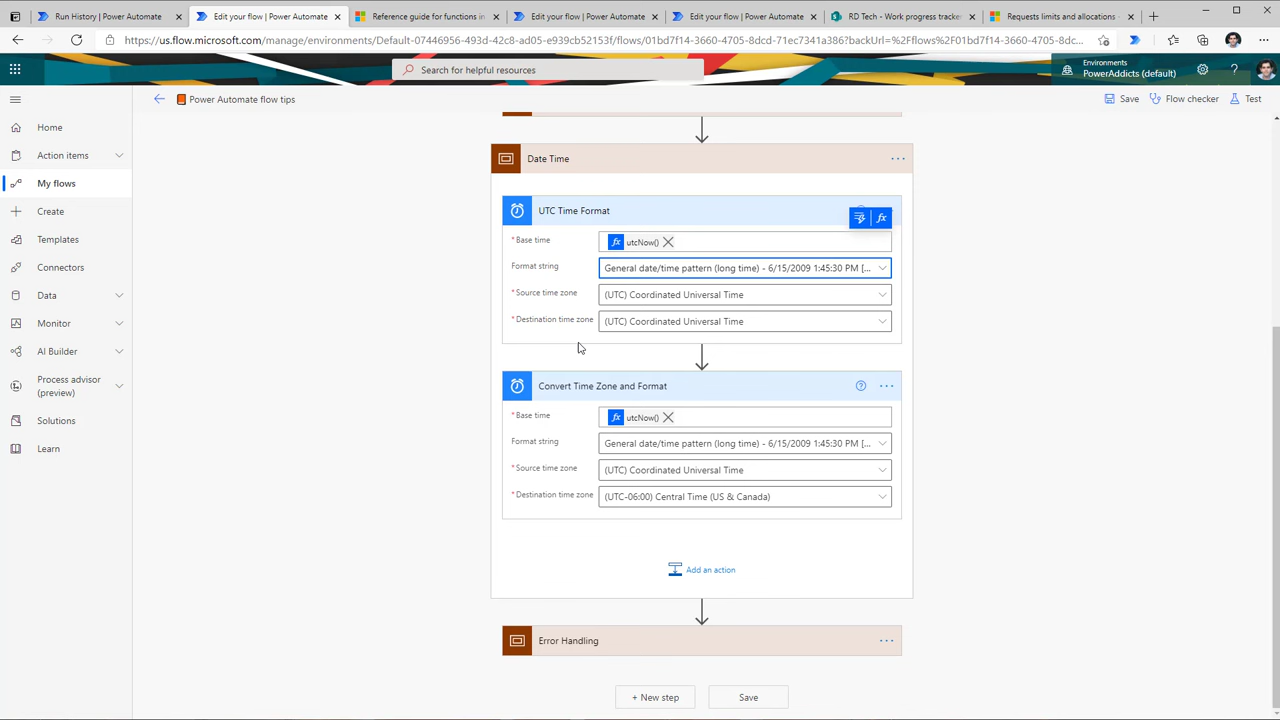 Run History | Power Automate
Edit your flow | Power Automate
Reference guide for functions in
Edit your flow | Power Automate
Edit your flow | Power Automate
RD Tech - Work progress tracker
Requests limits and allocations -
https://us.flow.microsoft.com/manage/environments/Default-07446956-493d-42c8-ad05-e939cb52153f/flows/01bd7f14-3660-4705-8dcd-71ec7341a386?backUrl=%2Fflows%2F01bd7f14-3660-4705-8dc...
Search for helpful resources
Environments
PowerAddicts (default)
Power Automate flow tips
Save
Flow checker
Test
Home
Action items
My flows
Create
Templates
Connectors
Data
Monitor
AI Builder
Process advisor
(preview)
Solutions
Learn
Date Time
UTC Time Format
fx
* Base time
fx utcNow()
Format string
General date/time pattern (long time) - 6/15/2009 1:45:30 PM [...
* Source time zone
(UTC) Coordinated Universal Time
* Destination time zone
(UTC) Coordinated Universal Time
Convert Time Zone and Format
* Base time
fx utcNow()
Format string
General date/time pattern (long time) - 6/15/2009 1:45:30 PM [...
* Source time zone
(UTC) Coordinated Universal Time
* Destination time zone
(UTC-06:00) Central Time (US & Canada)
Add an action
Error Handling
+ New step
Save